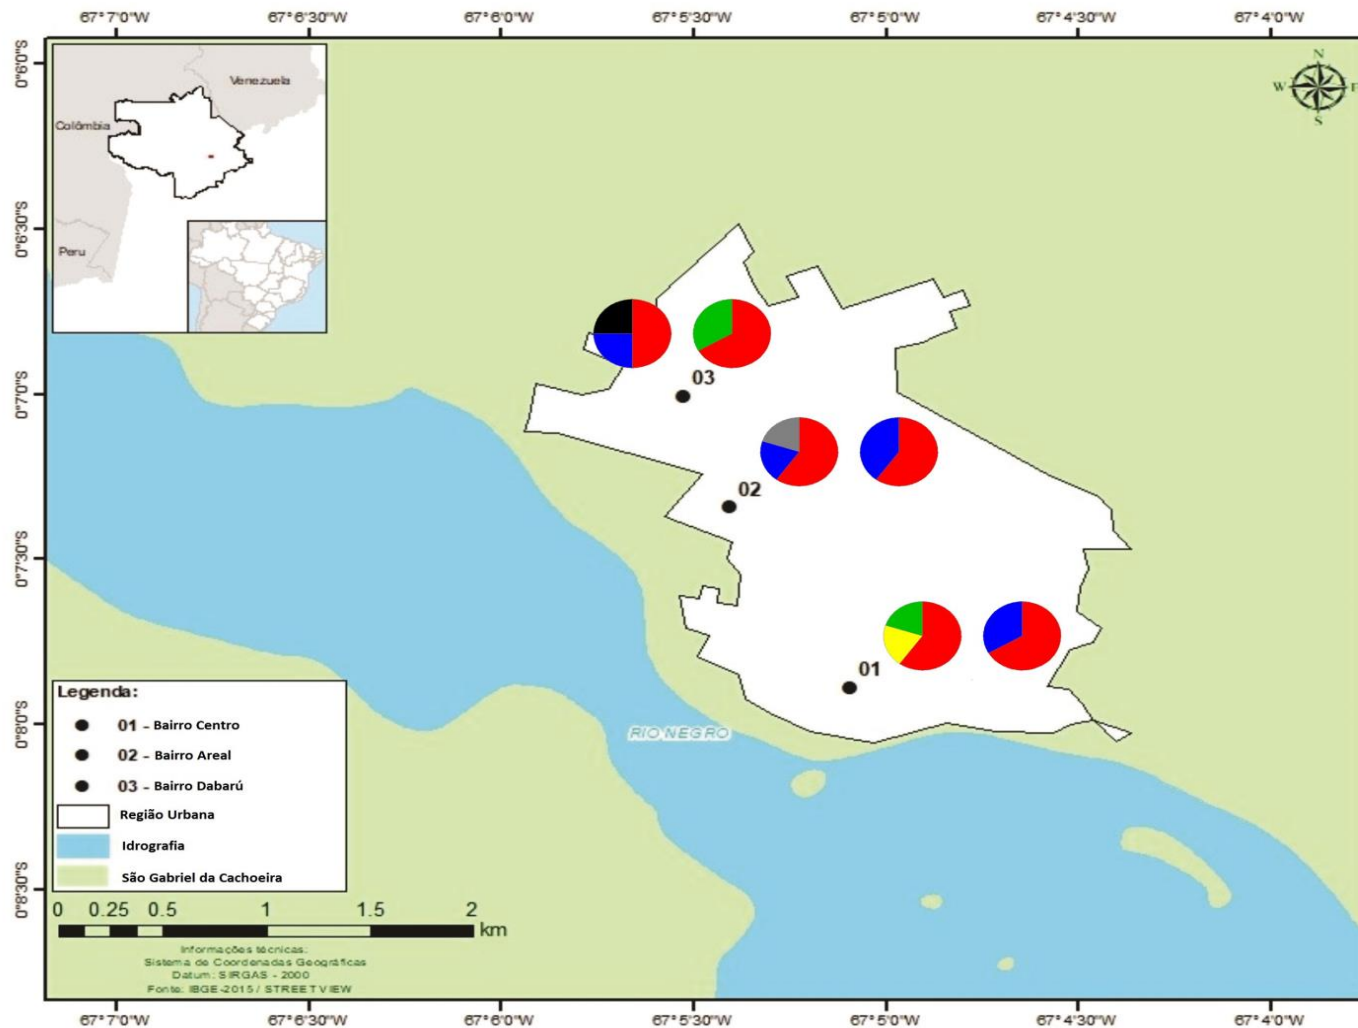 67°7'0"W 67°6'30"W 67°6'0"W 67°5'30"W 67°5'0"W 67°4'30"W 67°4'0"W
0°6'0"S
0°6'30"S
0°7'0"S
0°7'30"S
0°8'0"S
0°8'30"S
Venezuela
Colômbia
Peru
N
W E
S
03
02
01
RIO NEGRO
Legenda:
01 - Bairro Centro
02 - Bairro Areal
03 - Bairro Dabarú
Região Urbana
Idrografia
São Gabriel da Cachoeira
0 0.25 0.5 1 1.5 2
km
Informações técnicas:
Sistema de Coordenadas Geográficas
Datum: SIRGAS - 2000
Fonte: IBGE-2015 / STREET VIEW
67°7'0"W 67°6'30"W 67°6'0"W 67°5'30"W 67°5'0"W 67°4'30"W 67°4'0"W